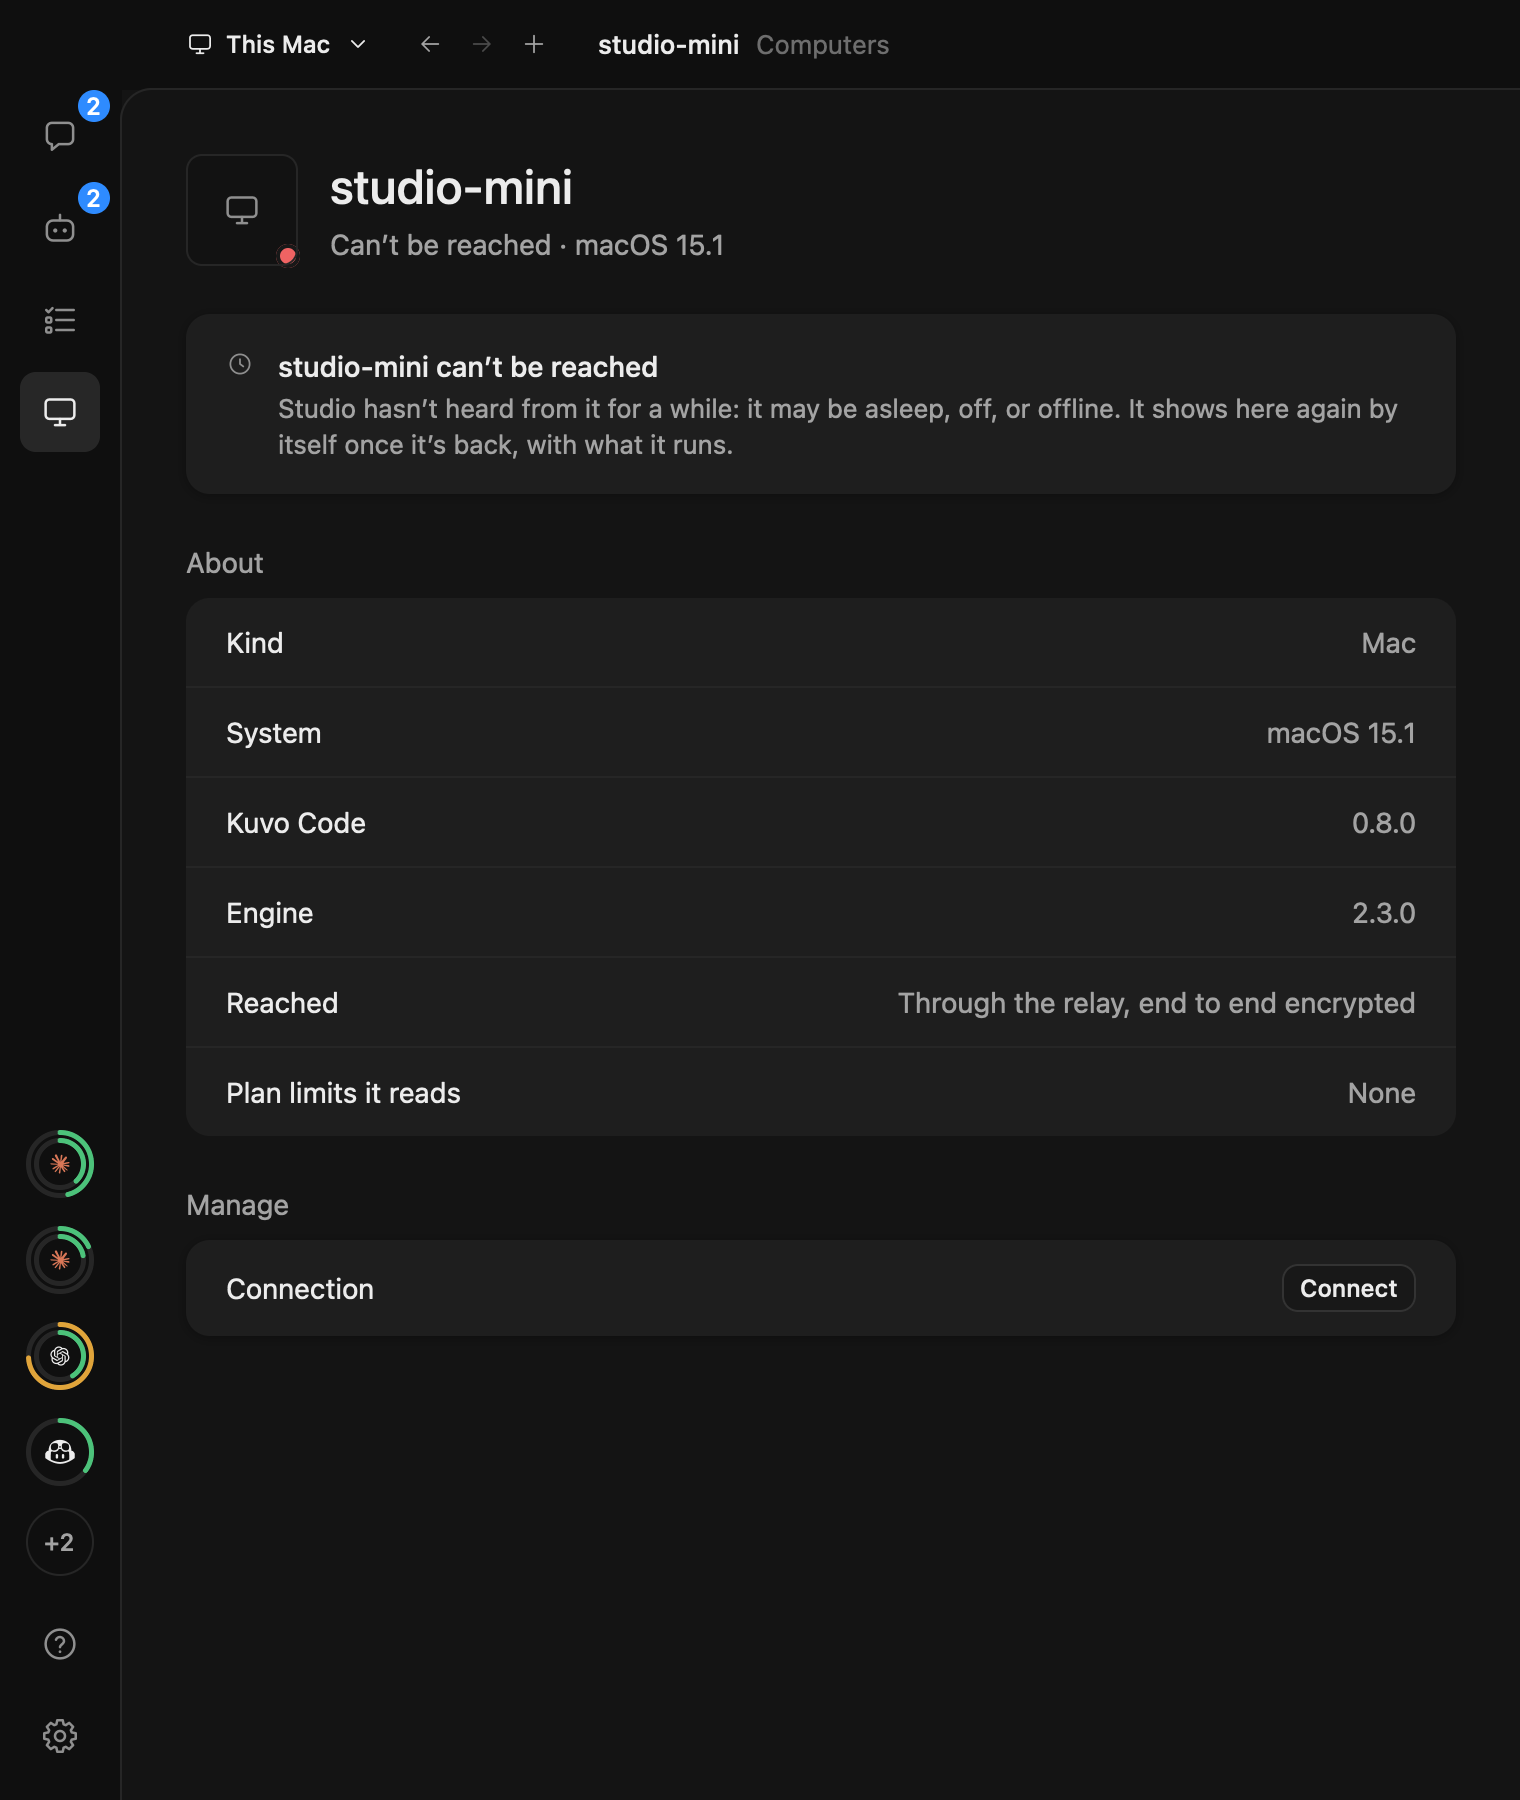 This Mac
studio-mini Computers
2
2
studio-mini
Can’t be reached · macOS 15.1
studio-mini can’t be reached
Studio hasn’t heard from it for a while: it may be asleep, off, or offline. It shows here again by
itself once it’s back, with what it runs.
About
Kind Mac
System macOS 15.1
Kuvo Code 0.8.0
Engine 2.3.0
Reached Through the relay, end to end encrypted
Plan limits it reads None
Manage
Connection Connect
+2